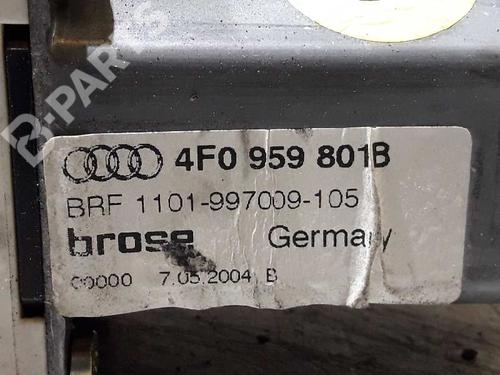 B-PARTS
4F0 959 801B
BRF 1101-997009-105
brose Germany
00000 7.05.2004 B